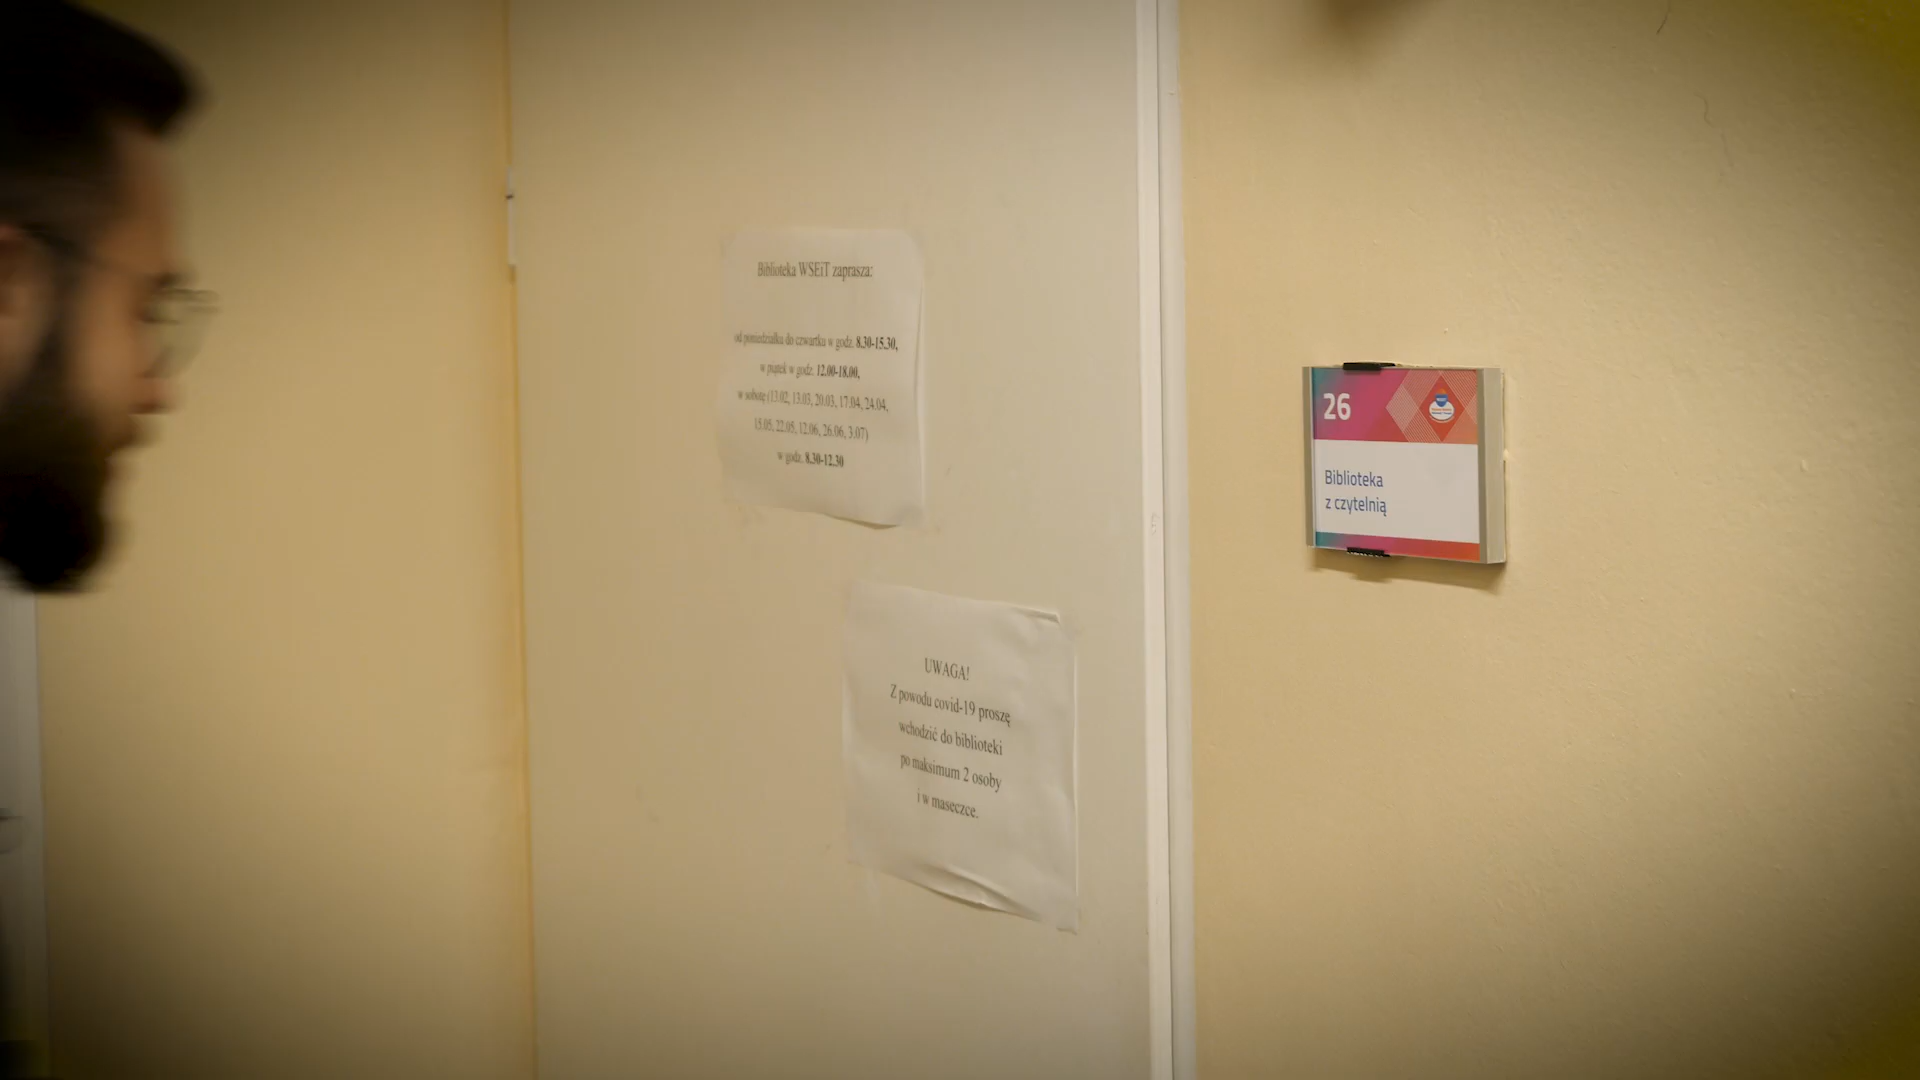 Biblioteka WSEiT zaprasza:
od poniedziałku do czwartku w godz. 8.30-15.30,
w piątek w godz. 12.00-18.00,
w sobotę (13.02, 13.03, 20.03, 17.04, 24.04,
15.05, 22.05, 12.06, 26.06, 3.07)
w godz. 8.30-12.30
UWAGA!
Z powodu covid-19 proszę
wchodzić do biblioteki
po maksimum 2 osoby
i w maseczce.
26
Biblioteka
z czytelnią